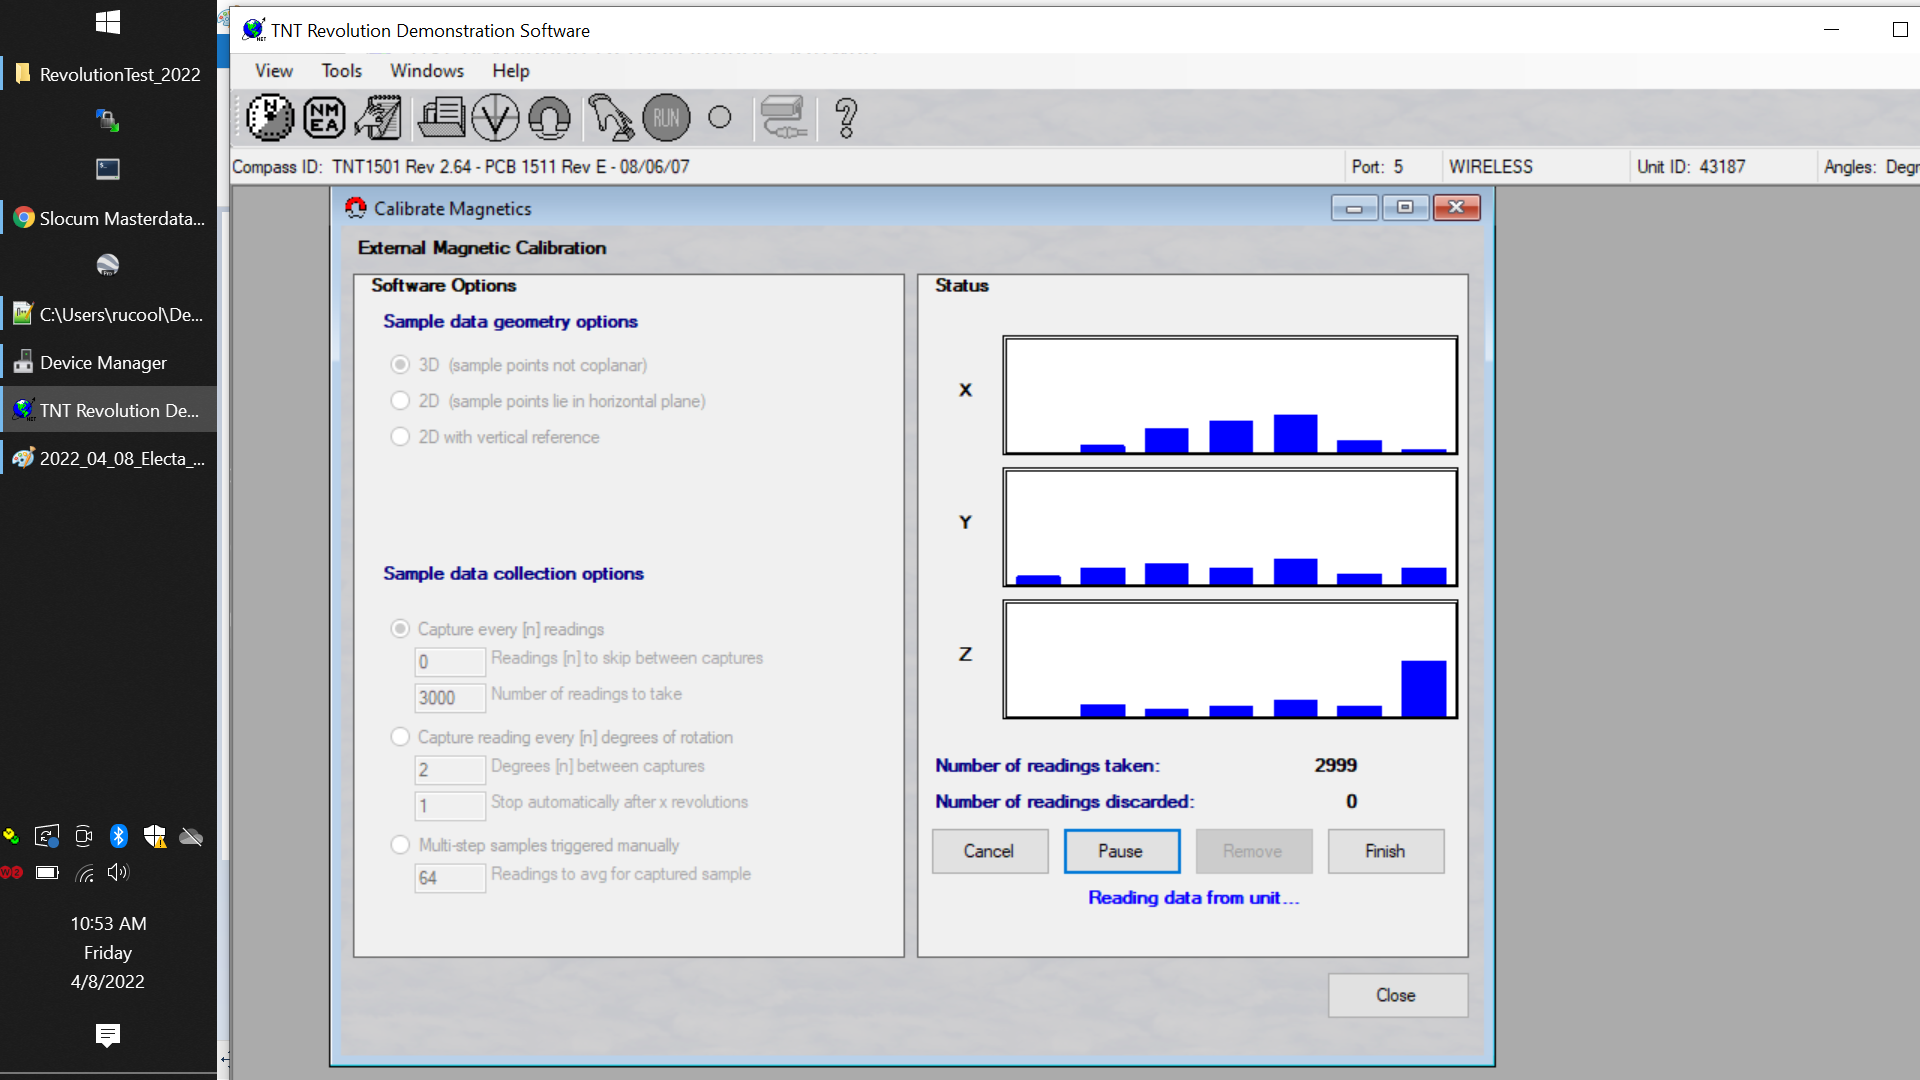 RevolutionTest_2022
Slocum Masterdata...
C:\Users\rucool\De...
Device Manager
TNT Revolution De...
2022_04_08_Electa_...
10:53 AM
Friday
4/8/2022
TNT Revolution Demonstration Software
View Tools Windows Help
N
NM
EA
RUN
Compass ID: TNT1501 Rev 2.64 - PCB 1511 Rev E - 08/06/07 Port: 5 WIRELESS Unit ID: 43187 Angles: Degr
Calibrate Magnetics
External Magnetic Calibration
Software Options
Sample data geometry options
3D (sample points not coplanar)
2D (sample points lie in horizontal plane)
2D with vertical reference
Sample data collection options
Capture every [n] readings
0 Readings [n] to skip between captures
3000 Number of readings to take
Capture reading every [n] degrees of rotation
2 Degrees [n] between captures
1 Stop automatically after x revolutions
Multi-step samples triggered manually
64 Readings to avg for captured sample
Status
X
Y
Z
Number of readings taken: 2999
Number of readings discarded: 0
Cancel Pause Remove Finish
Reading data from unit...
Close